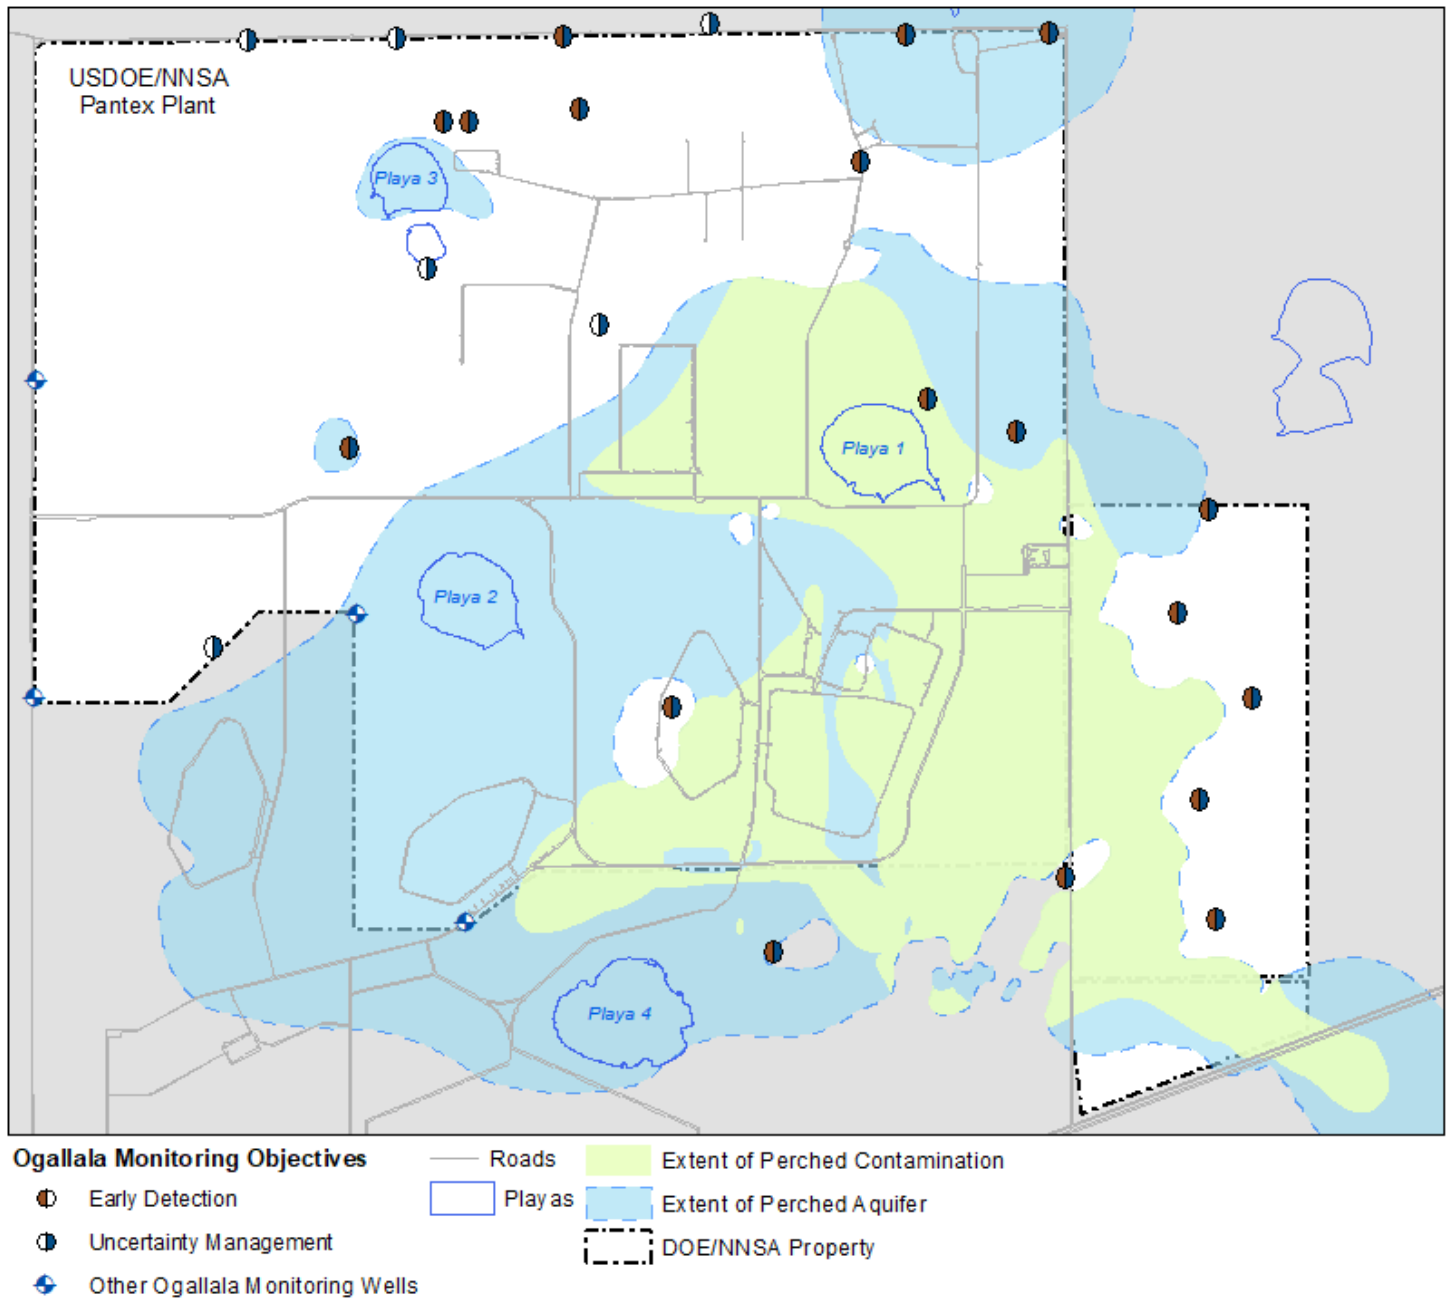 USDOE/NNSA
Pantex Plant
Playa 3
Playa 1
Playa 2
Playa 4
Ogallala Monitoring Objectives
Early Detection
Uncertainty Management
Other Ogallala Monitoring Wells
Roads
Playas
Extent of Perched Contamination
Extent of Perched Aquifer
DOE/NNSA Property